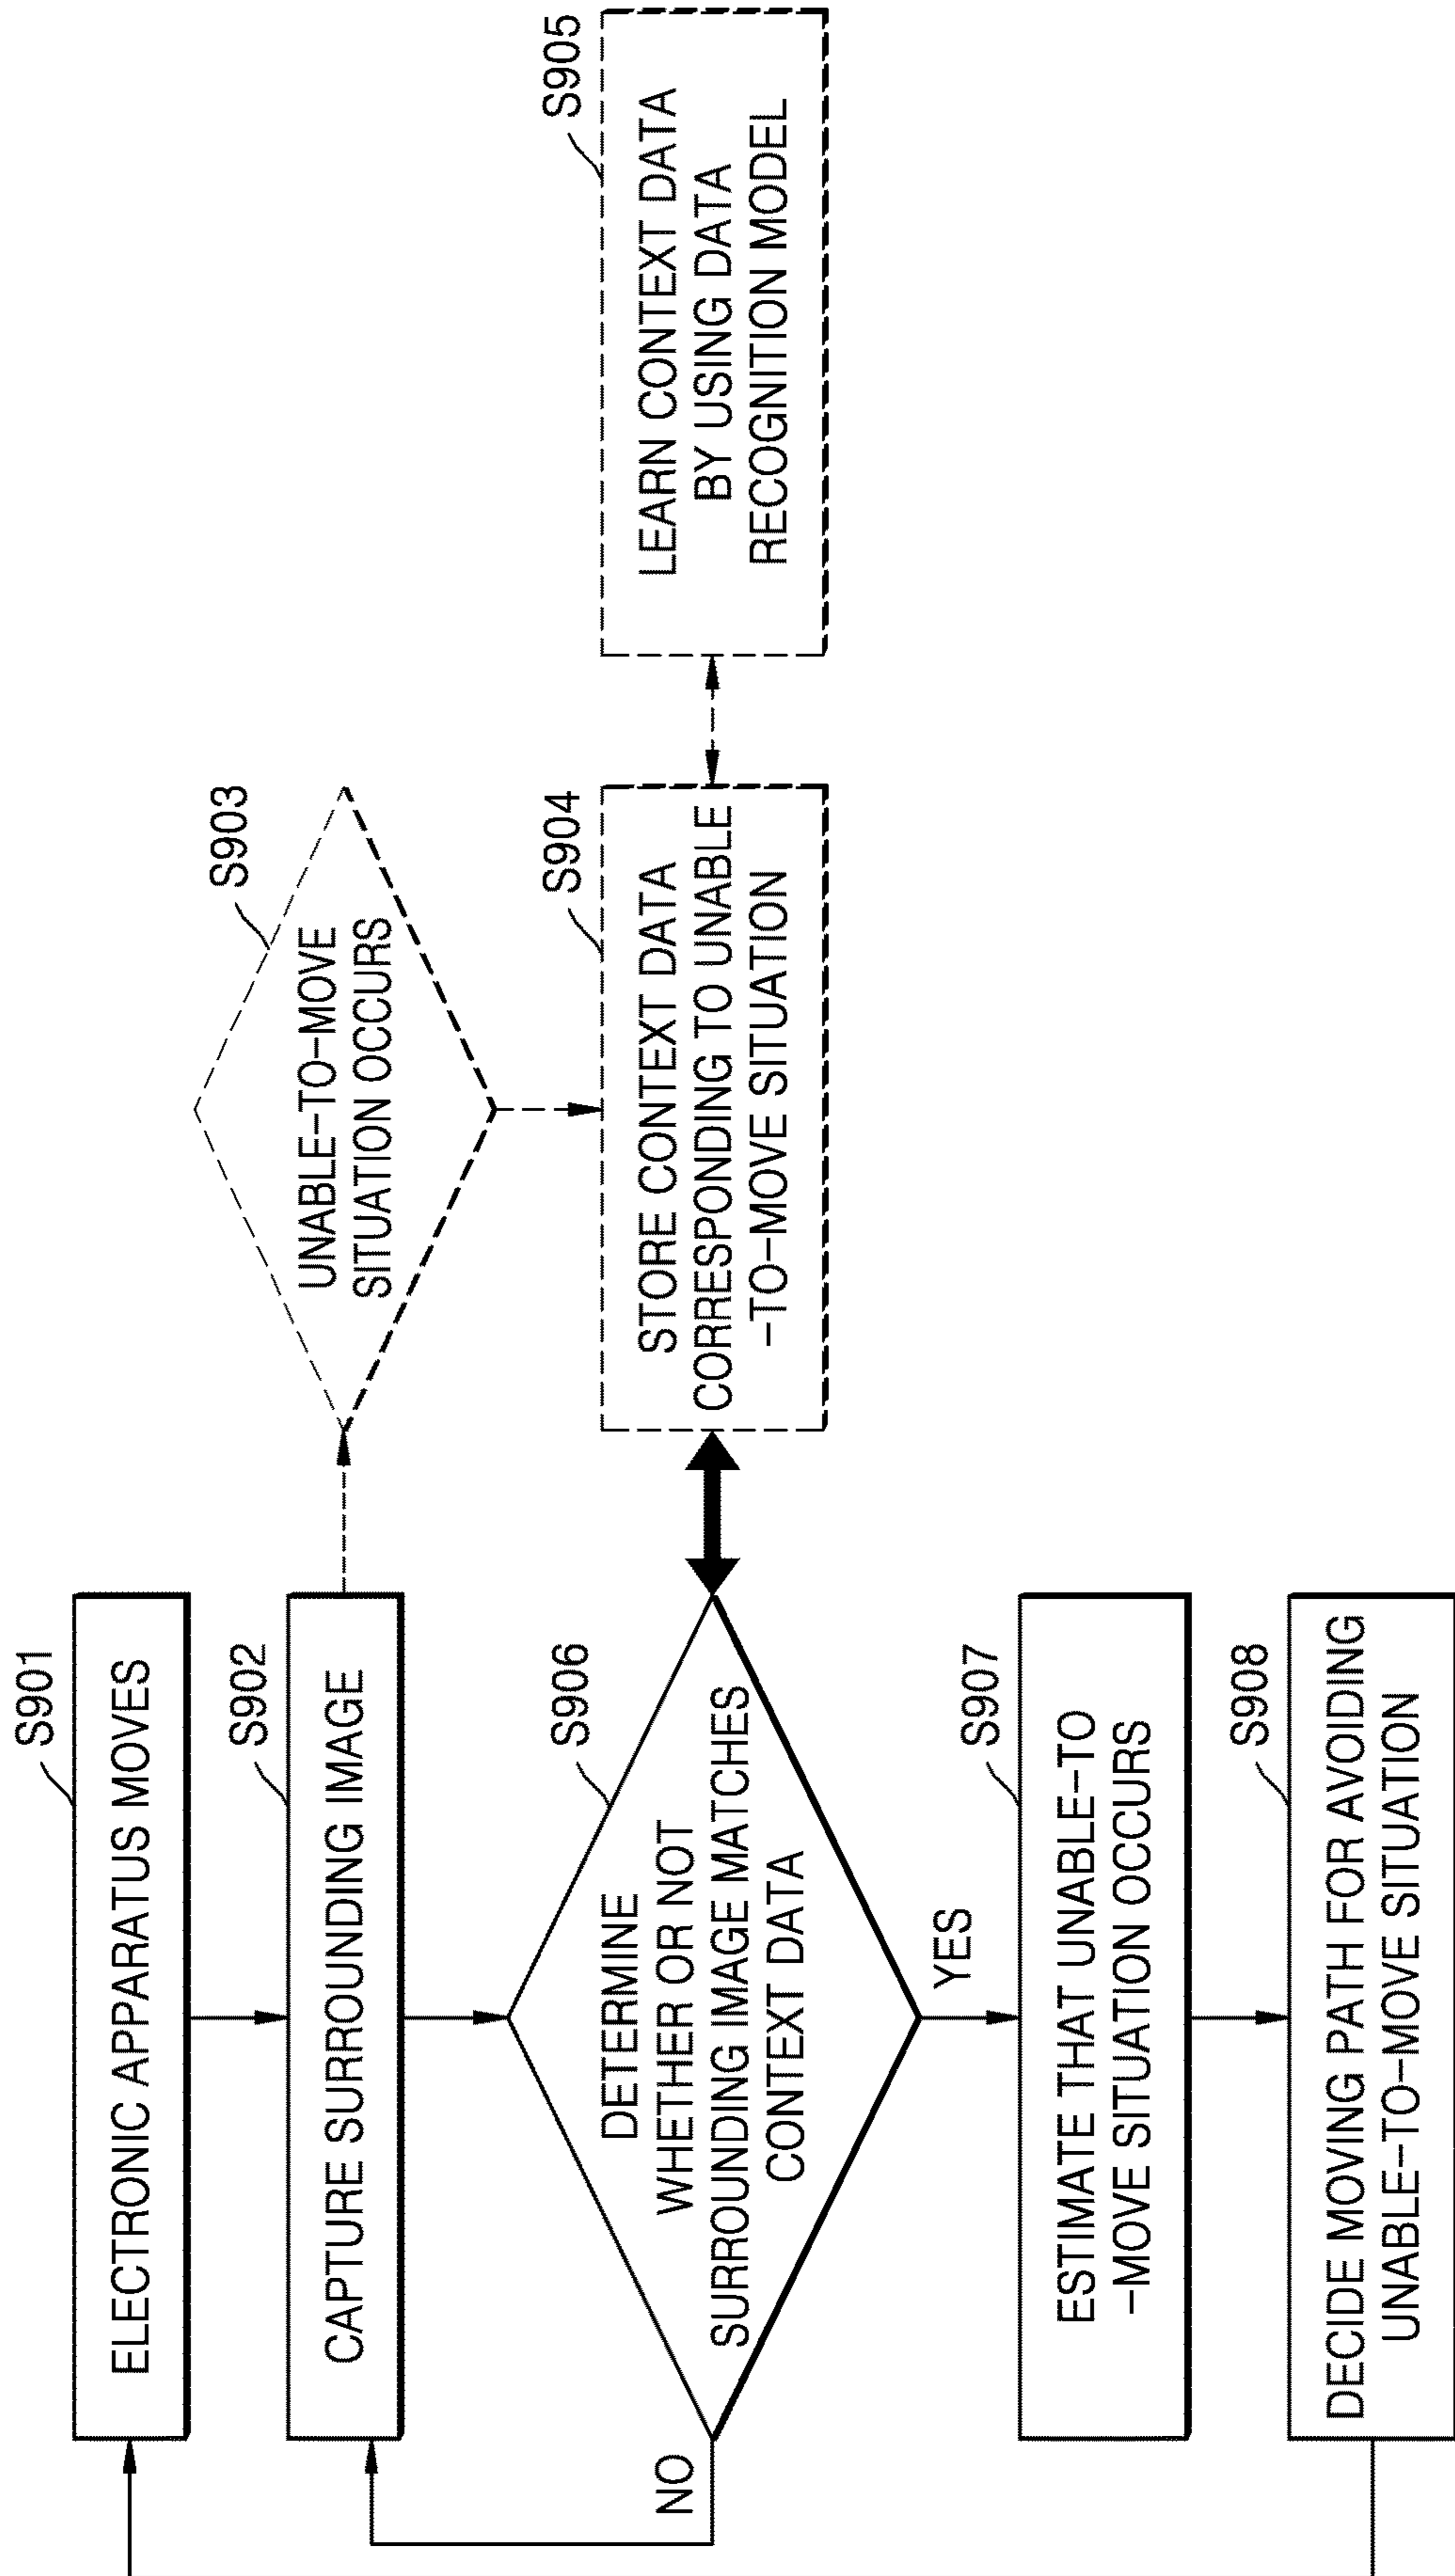 S901
ELECTRONIC APPARATUS MOVES
S902
CAPTURE SURROUNDING IMAGE
S903
UNABLE-TO-MOVE
SITUATION OCCURS
S904
STORE CONTEXT DATA
CORRESPONDING TO UNABLE
-TO-MOVE SITUATION
S905
LEARN CONTEXT DATA
BY USING DATA
RECOGNITION MODEL
S906
DETERMINE
WHETHER OR NOT
SURROUNDING IMAGE MATCHES
CONTEXT DATA
NO
YES
S907
ESTIMATE THAT UNABLE-TO
-MOVE SITUATION OCCURS
S908
DECIDE MOVING PATH FOR AVOIDING
UNABLE-TO-MOVE SITUATION